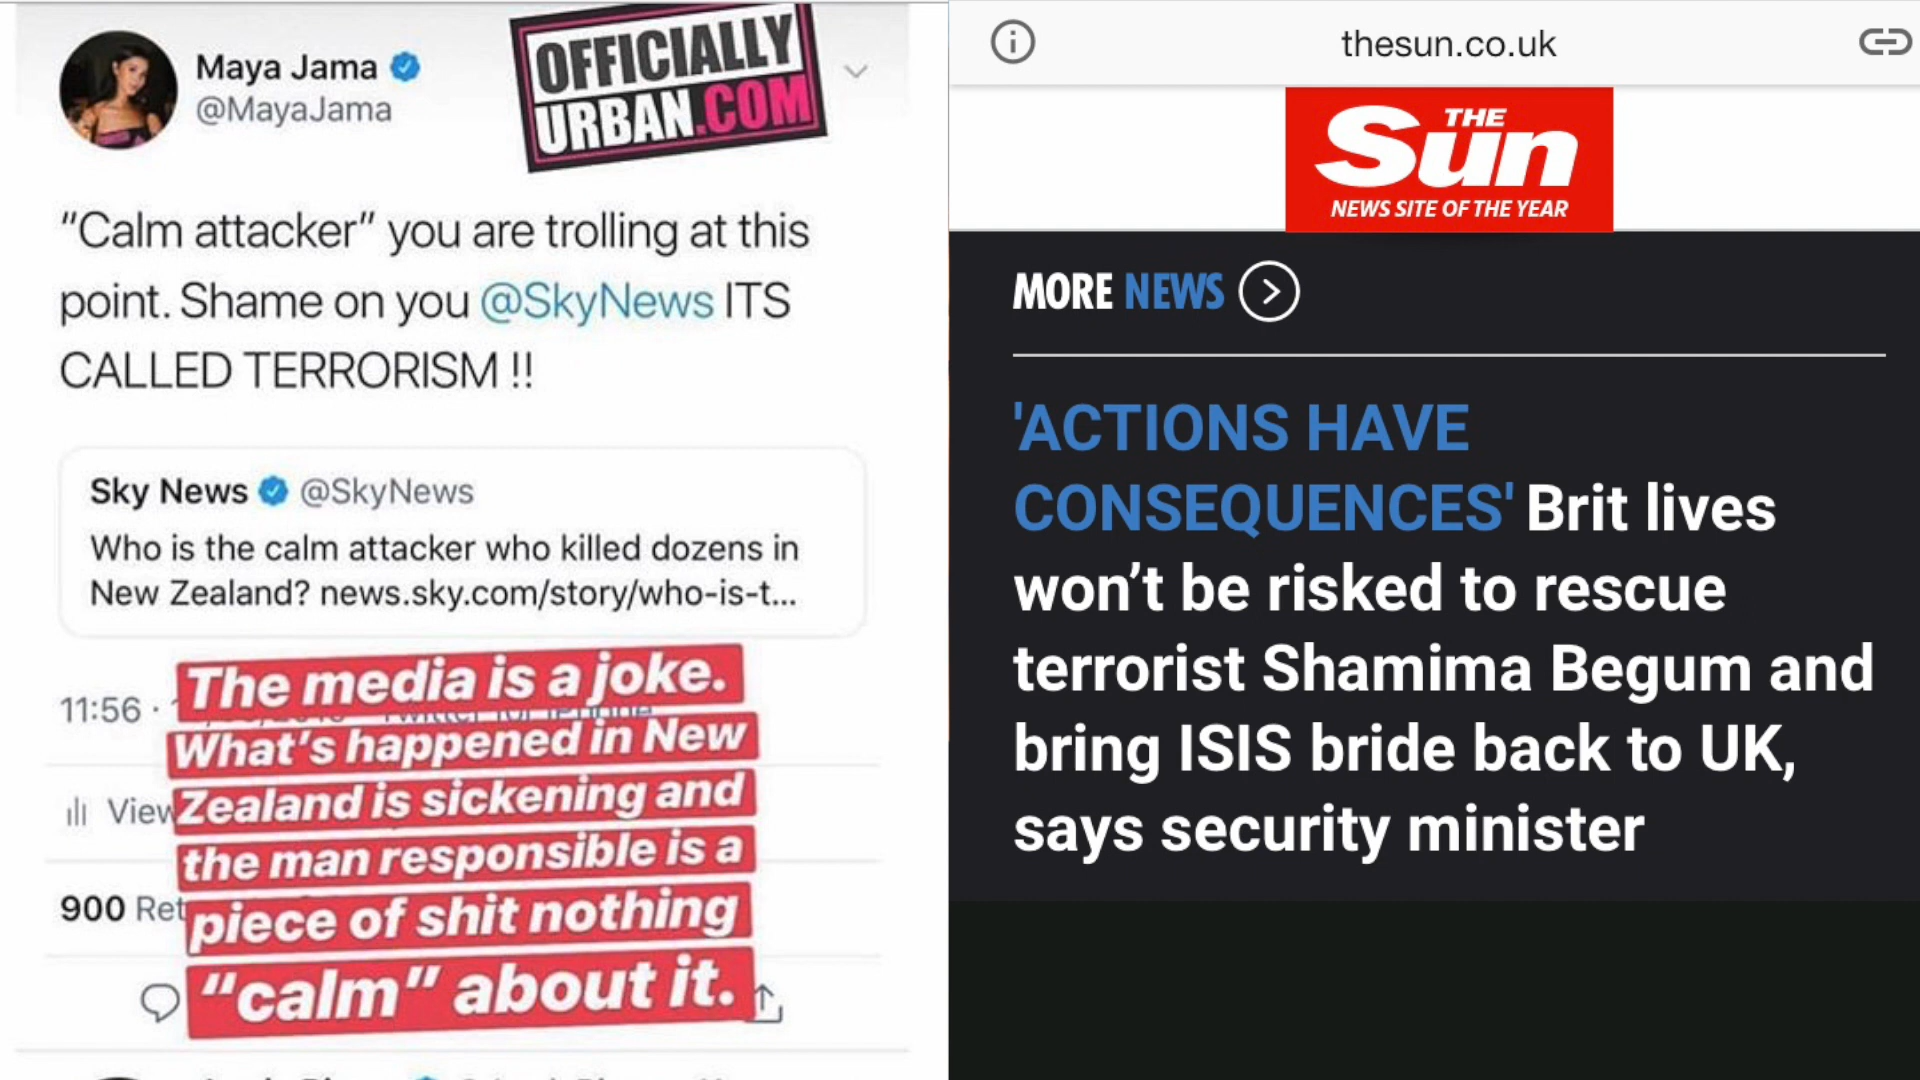 Maya Jama
@MayaJama
OFFICIALLY
URBAN.COM
"Calm attacker" you are trolling at this
point. Shame on you @SkyNews ITS
CALLED TERRORISM !!
Sky News @SkyNews
Who is the calm attacker who killed dozens in
New Zealand? news.sky.com/story/who-is-t...
11:56 ·
The media is a joke.
What's happened in New
View
Zealand is sickening and
the man responsible is a
900
piece of shit nothing
"calm" about it.
thesun.co.uk
THE
Sun
NEWS SITE OF THE YEAR
MORE NEWS
'ACTIONS HAVE
CONSEQUENCES' Brit lives
won't be risked to rescue
terrorist Shamima Begum and
bring ISIS bride back to UK,
says security minister